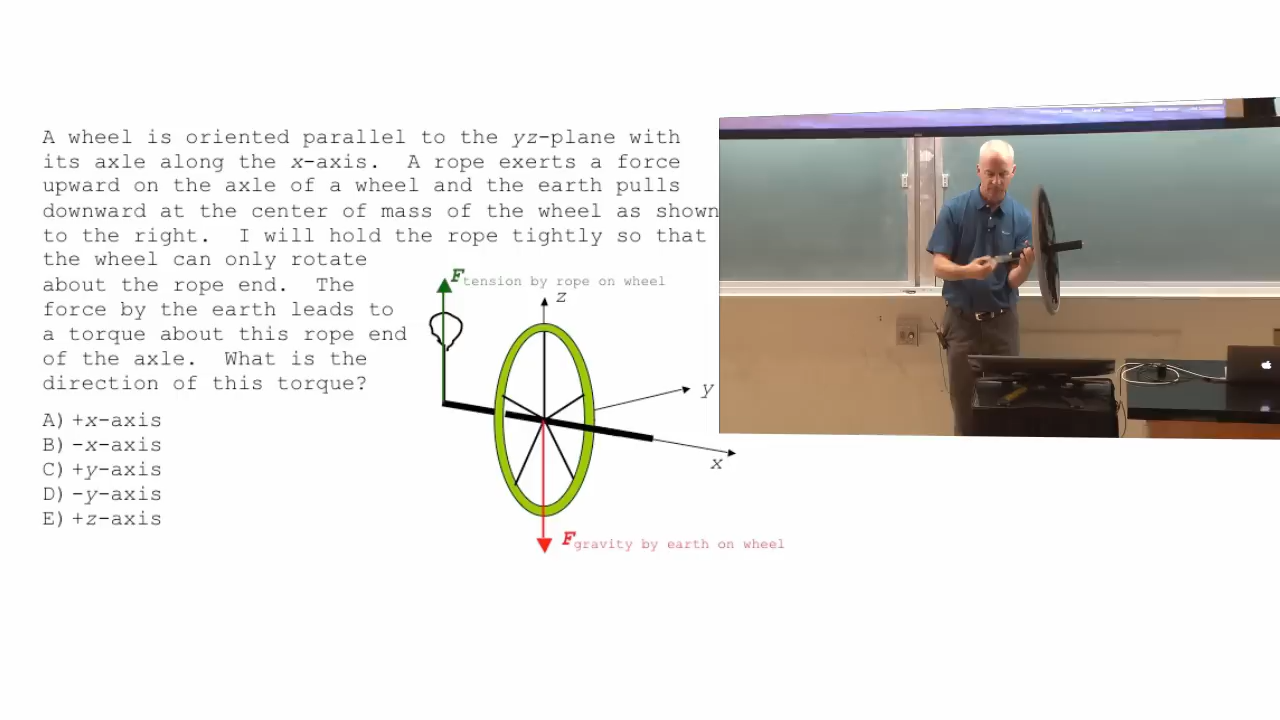 A wheel is oriented parallel to the yz-plane with
its axle along the x-axis. A rope exerts a force
upward on the axle of a wheel and the earth pulls
downward at the center of mass of the wheel as shown
to the right. I will hold the rope tightly so that
the wheel can only rotate
about the rope end. The
force by the earth leads to
a torque about this rope end
of the axle. What is the
direction of this torque?
A) +x-axis
B) -x-axis
C) +y-axis
D) -y-axis
E) +z-axis
Ftension by rope on wheel
z
y
x
Fgravity by earth on wheel